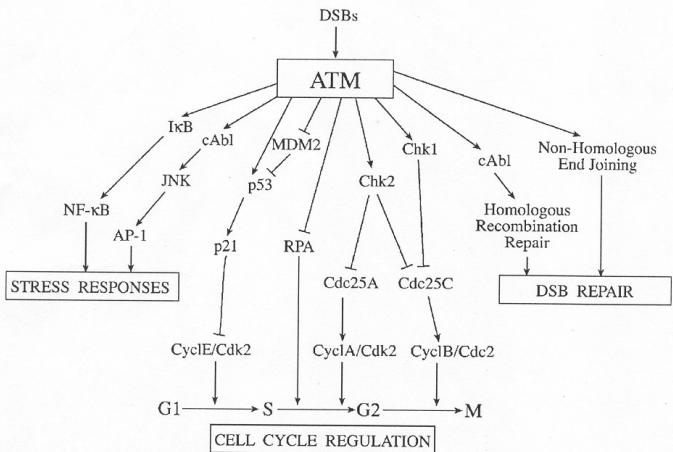 DSBs
ATM
IκB
cAbl
MDM2
Chk1
cAbl
Non-Homologous
End Joining
JNK
p53
Chk2
NF-κB
AP-1
p21
RPA
Homologous
Recombination
Repair
STRESS RESPONSES
Cdc25A
Cdc25C
DSB REPAIR
CyclE/Cdk2
CyclA/Cdk2
CyclB/Cdc2
G1
S
G2
M
CELL CYCLE REGULATION